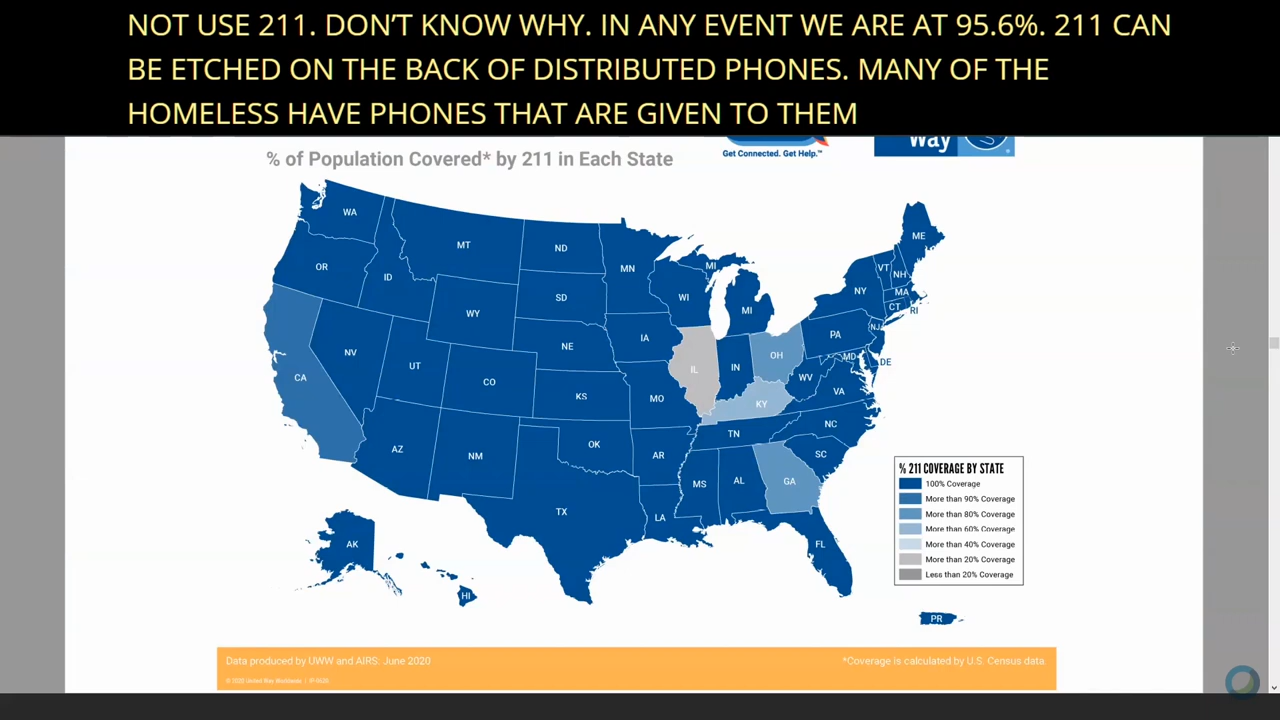 NOT USE 211. DON’T KNOW WHY. IN ANY EVENT WE ARE AT 95.6%. 211 CAN
BE ETCHED ON THE BACK OF DISTRIBUTED PHONES. MANY OF THE
HOMELESS HAVE PHONES THAT ARE GIVEN TO THEM
% of Population Covered* by 211 in Each State
Get Connected. Get Help.™
Way
WA
MT
ND
MN
MI
ME
OR
ID
SD
WI
MI
VT
NH
NY
MA
CT
RI
WY
NE
IA
PA
NJ
NV
UT
CO
KS
MO
IL
IN
OH
WV
MD
DE
VA
CA
KY
AZ
NM
OK
AR
TN
NC
SC
MS
AL
GA
TX
LA
FL
AK
HI
PR
% 211 COVERAGE BY STATE
100% Coverage
More than 90% Coverage
More than 80% Coverage
More than 60% Coverage
More than 40% Coverage
More than 20% Coverage
Less than 20% Coverage
Data produced by UWW and AIRS: June 2020
*Coverage is calculated by U.S. Census data.
© 2020 United Way Worldwide |